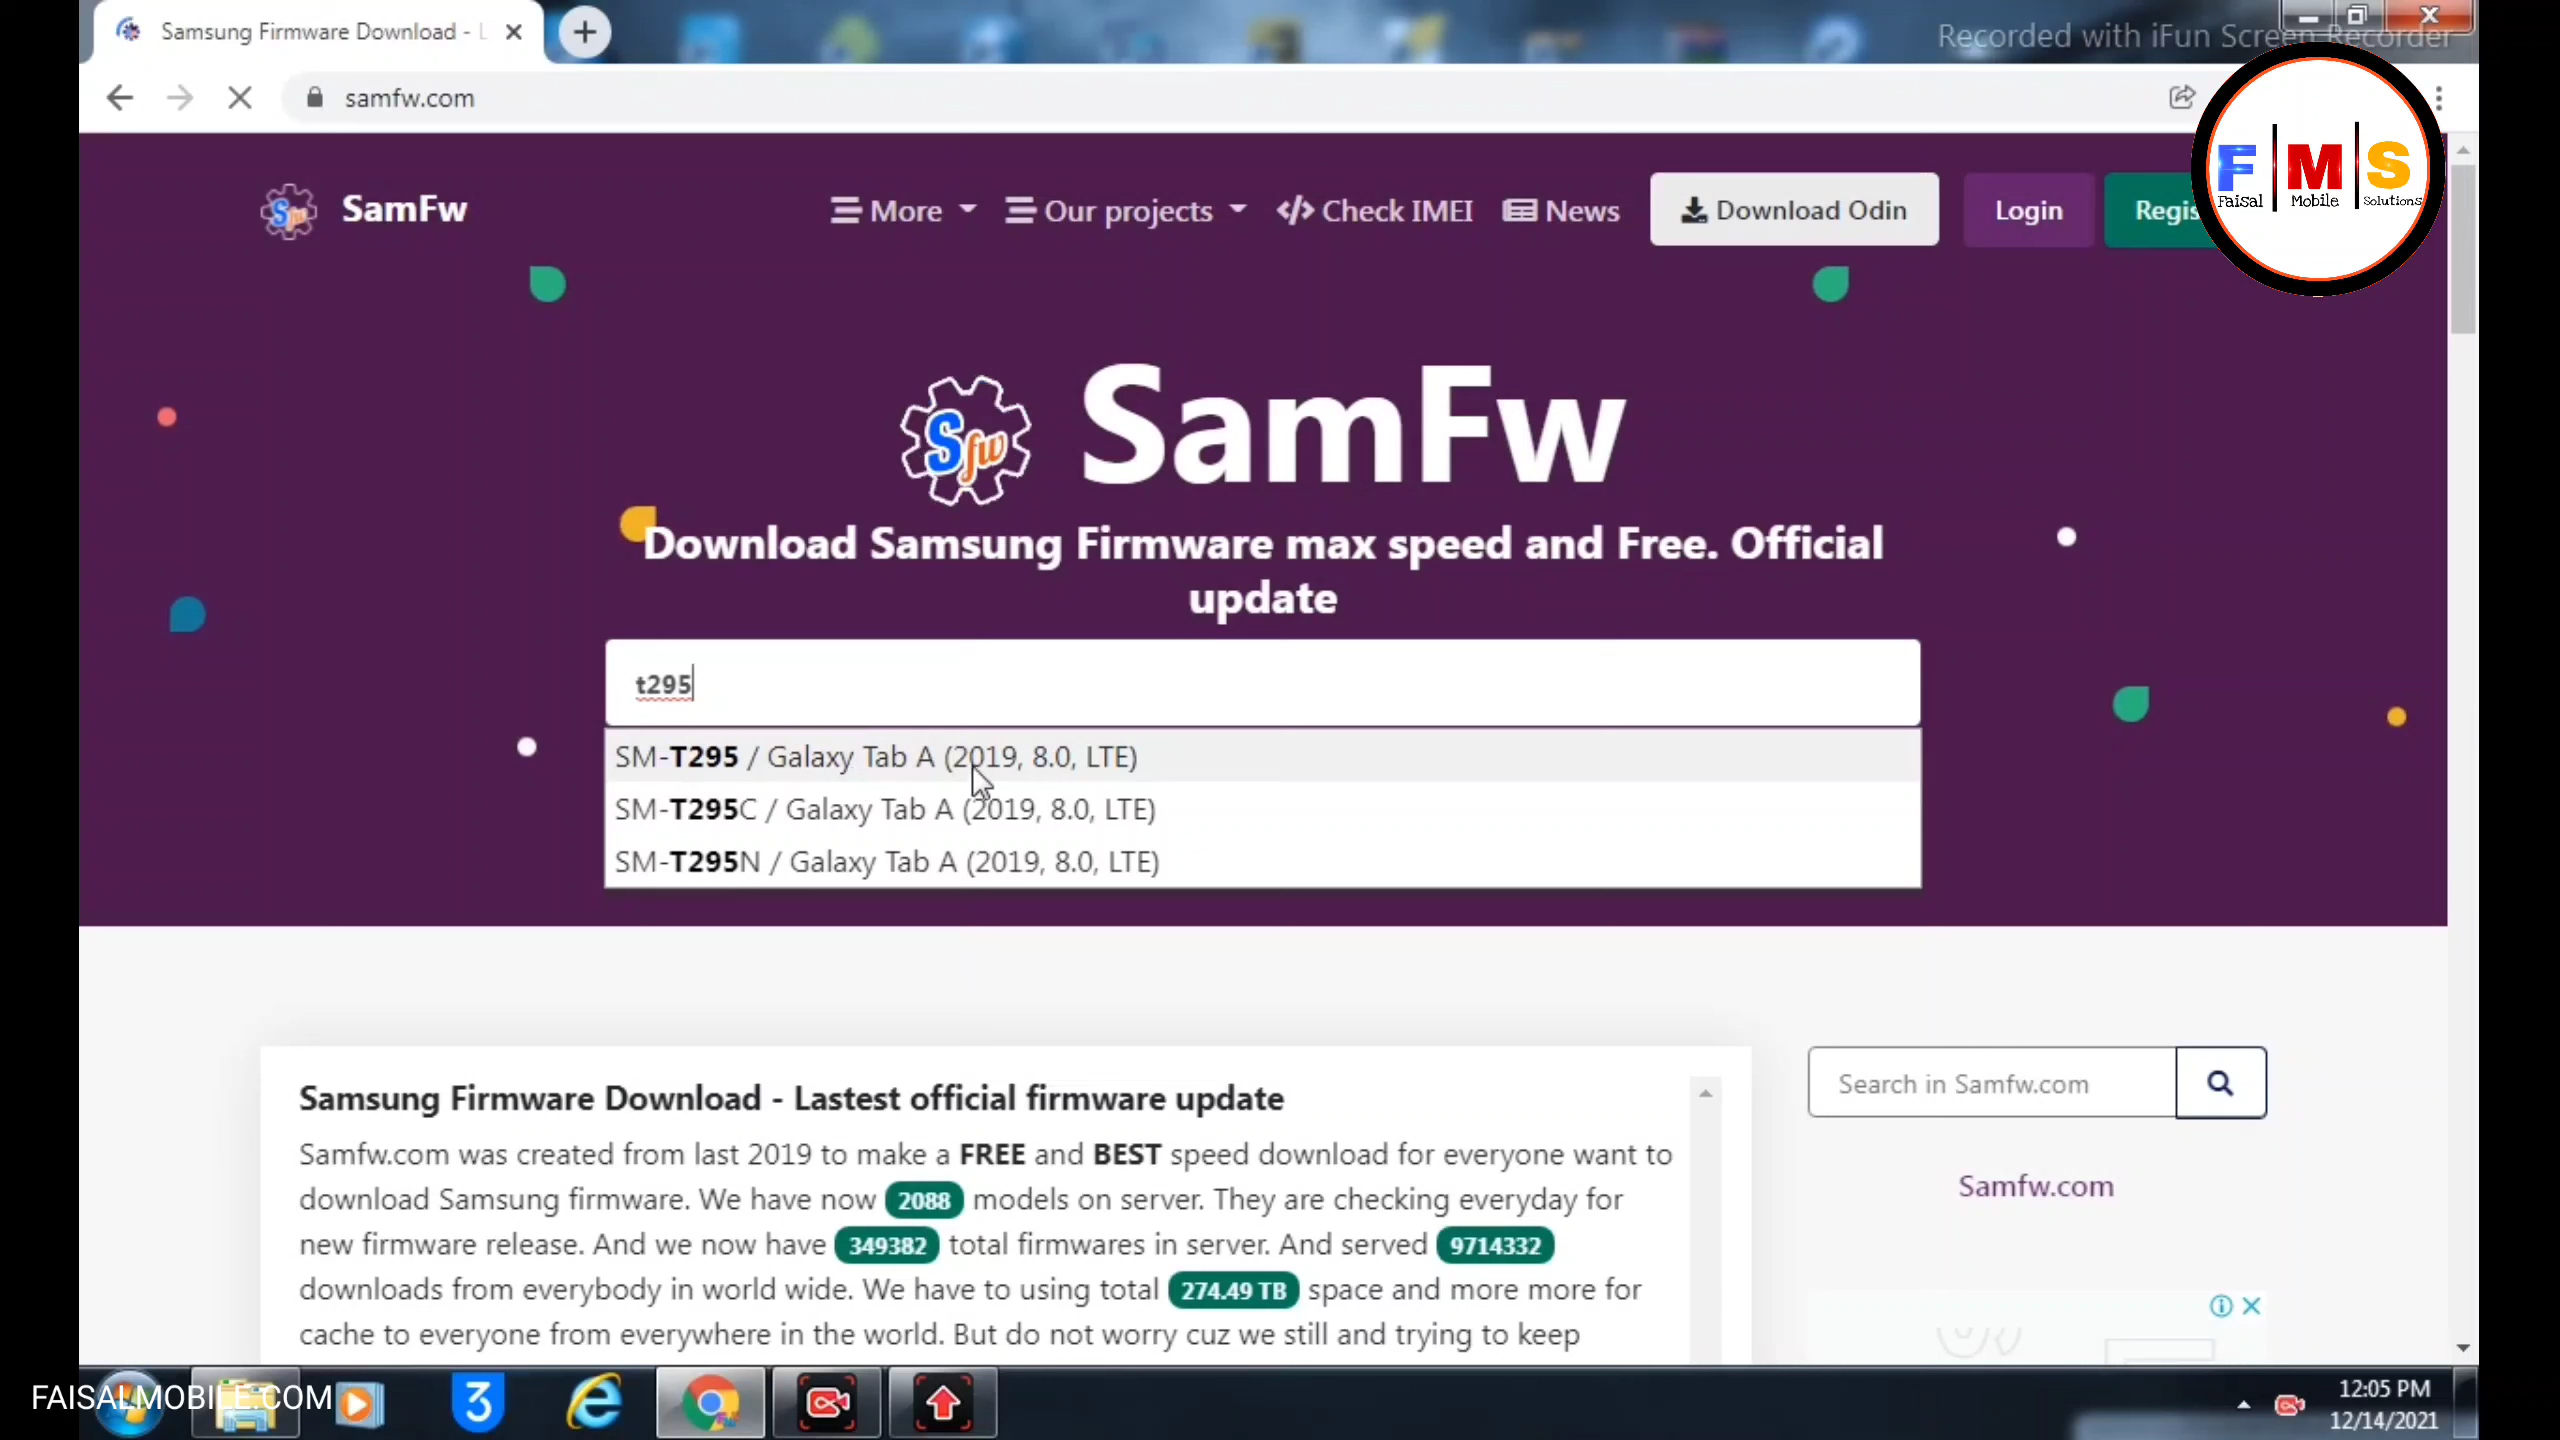 Samsung Firmware Download - L
Recorded with iFun Screen Recorder
samfw.com
SamFw
More
Our projects
Check IMEI
News
Download Odin
Login
Regis
F M S
Faisal Mobile Solutions
Sfw SamFw
Download Samsung Firmware max speed and Free. Official
update
t295
SM-T295 / Galaxy Tab A (2019, 8.0, LTE)
SM-T295C / Galaxy Tab A (2019, 8.0, LTE)
SM-T295N / Galaxy Tab A (2019, 8.0, LTE)
Samsung Firmware Download - Lastest official firmware update
Samfw.com was created from last 2019 to make a FREE and BEST speed download for everyone want to
download Samsung firmware. We have now 2088 models on server. They are checking everyday for
new firmware release. And we now have 349382 total firmwares in server. And served 9714332
downloads from everybody in world wide. We have to using total 274.49 TB space and more more for
cache to everyone from everywhere in the world. But do not worry cuz we still and trying to keep
Search in Samfw.com
Samfw.com
FAISALMOBILE.COM
3
12:05 PM
12/14/2021